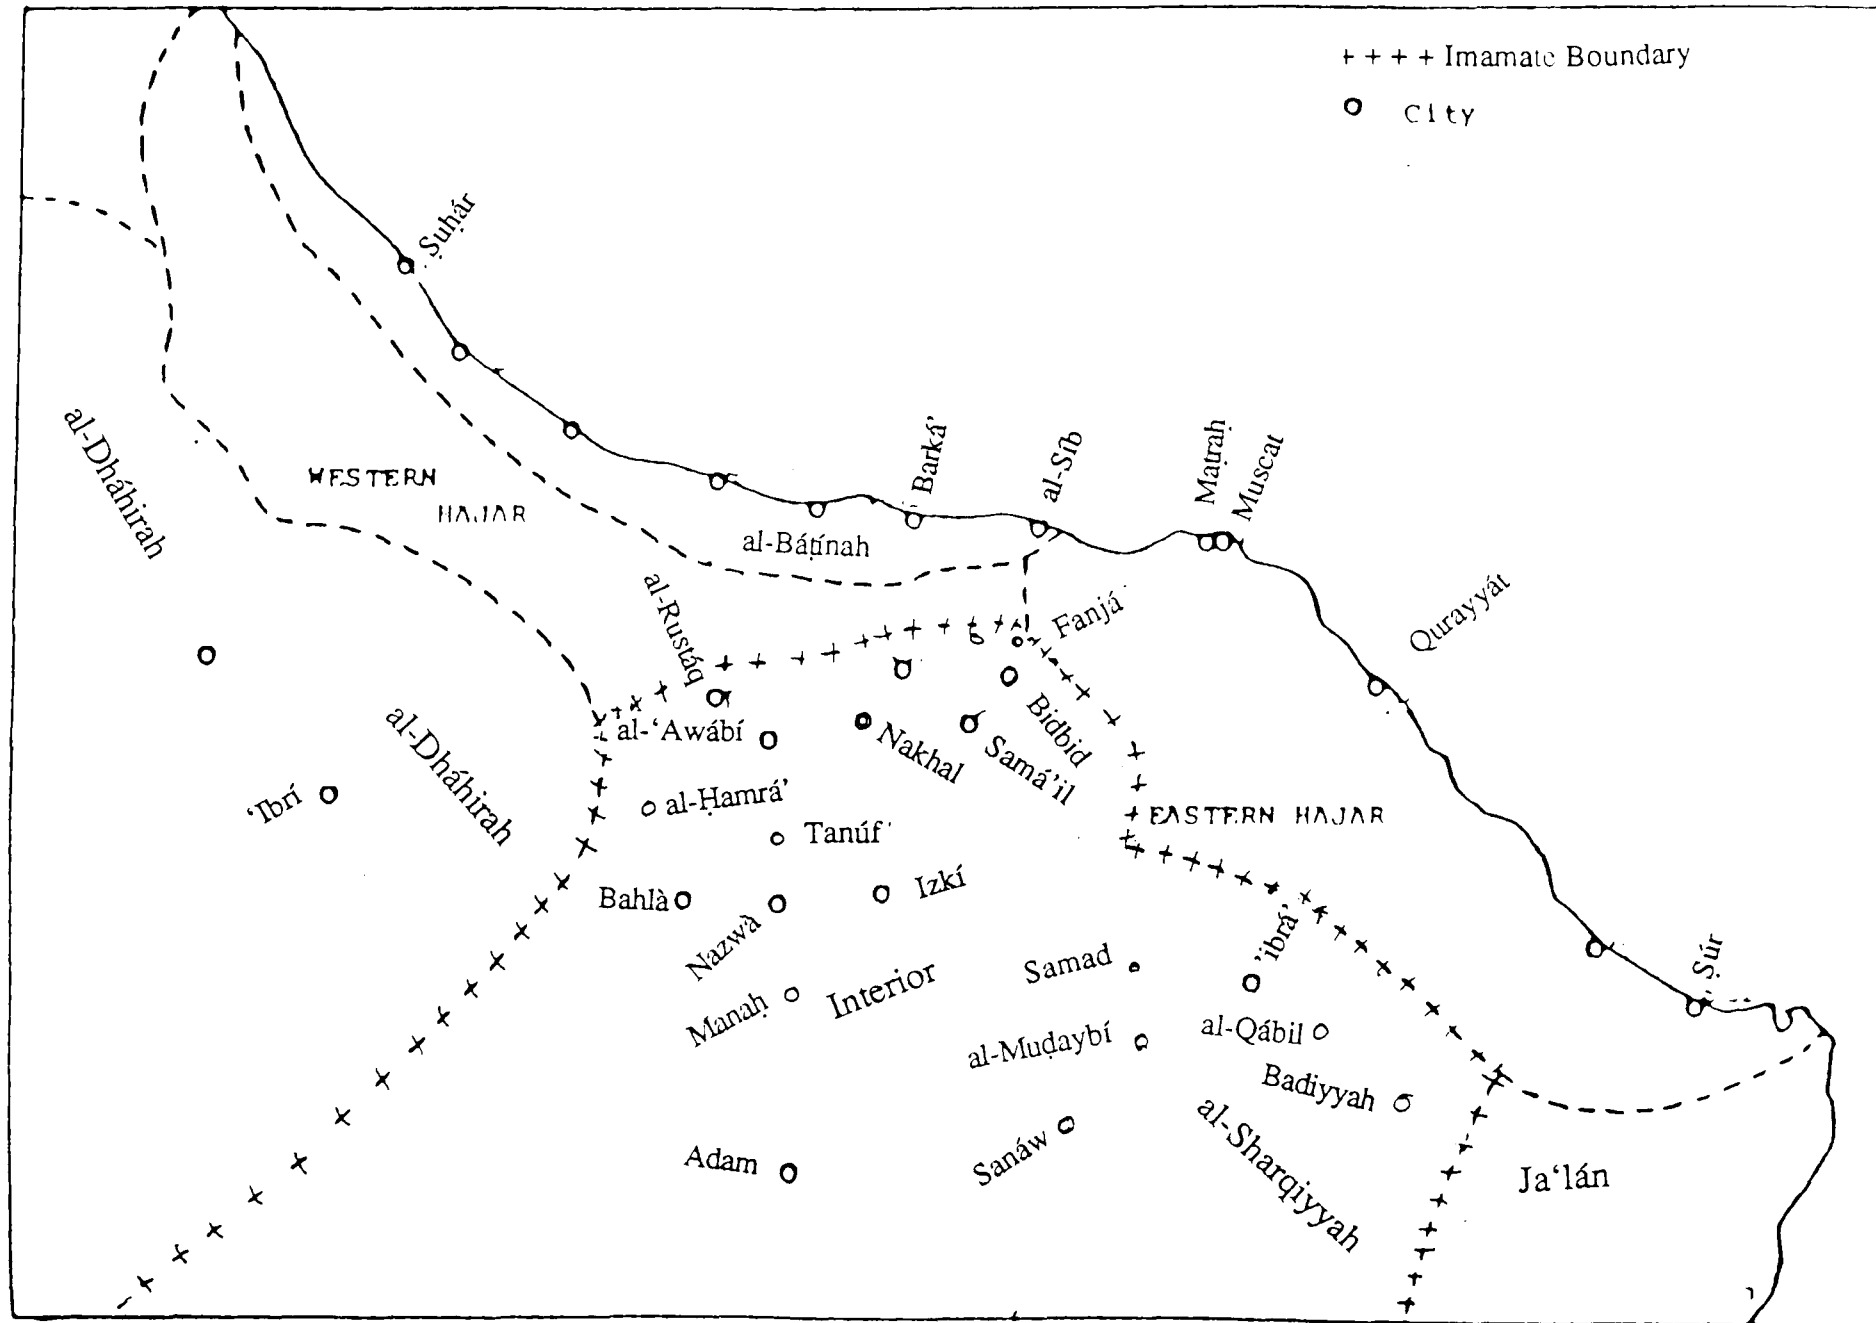 ++++ Imamate Boundary
City
Ṣuḥár
al-Dháhirah
WESTERN
HAJAR
al-Báṭínah
Barká’
al-Síb
Maṭraḥ
Muscat
al-Rustáq
Fanjá
Qurayyát
al-‘Awábí
Nakhal
Samá’il
Bidbid
al-Dháhirah
‘Ibrí
al-Ḥamrá’
Tanúf
EASTERN HAJAR
Bahlà
Nazwà
Izkí
Manaḥ
Interior
Samad
’ibrá’
Ṣúr
al-Muḍaybí
al-Qábil
Badiyyah
Adam
Sanáw
al-Sharqiyyah
Ja‘lán